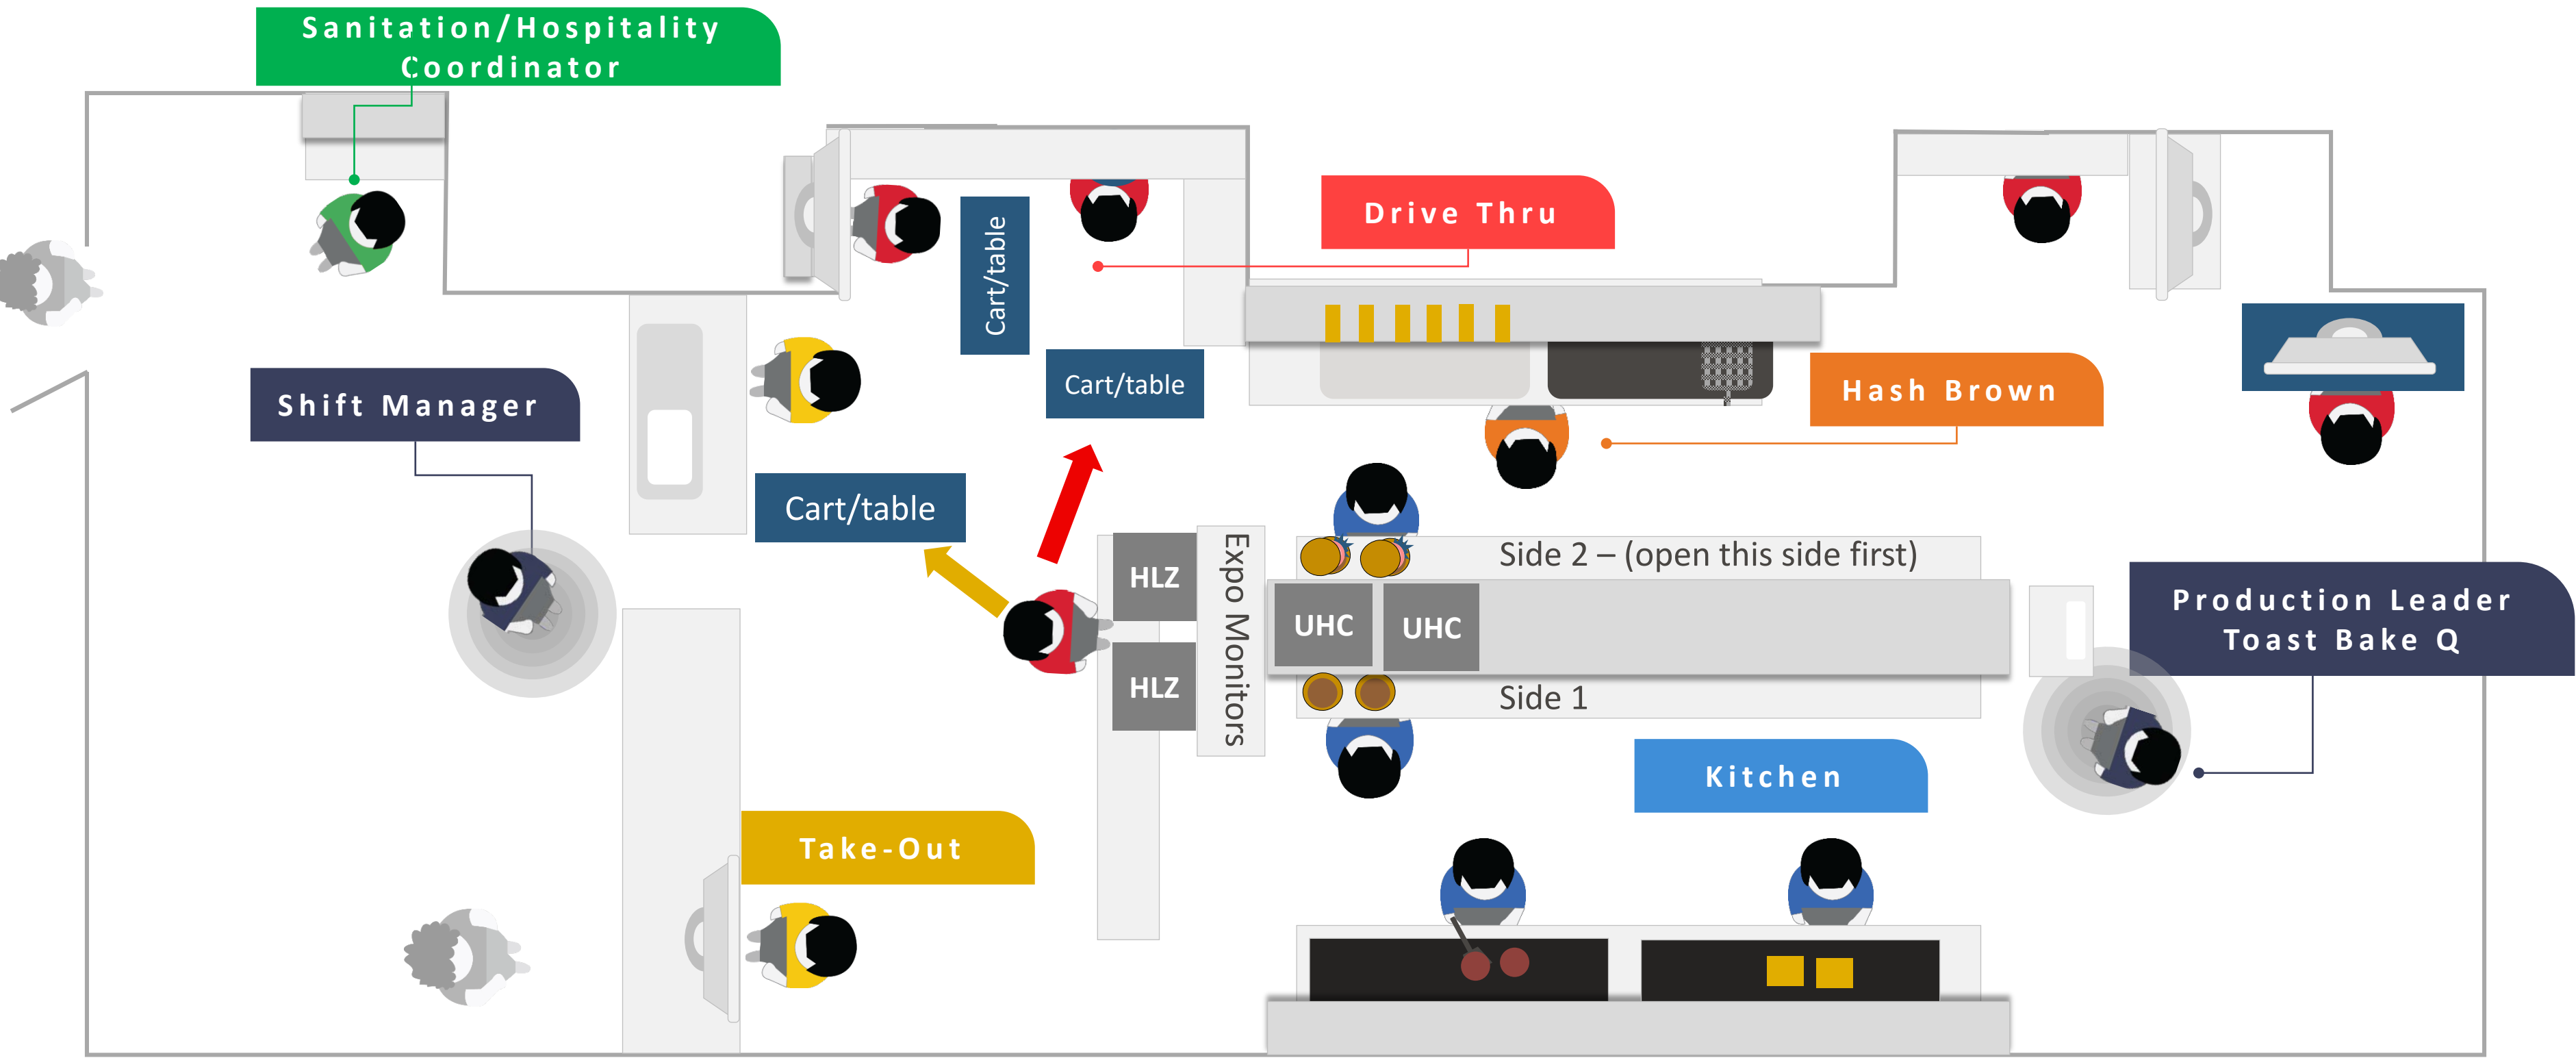 Sanitation/Hospitality
Coordinator
Drive Thru
Cart/table
Cart/table
Shift Manager
Hash Brown
Cart/table
Expo Monitors
HLZ
HLZ
Side 2 – (open this side first)
UHC
UHC
Side 1
Production Leader
Toast Bake Q
Kitchen
Take-Out